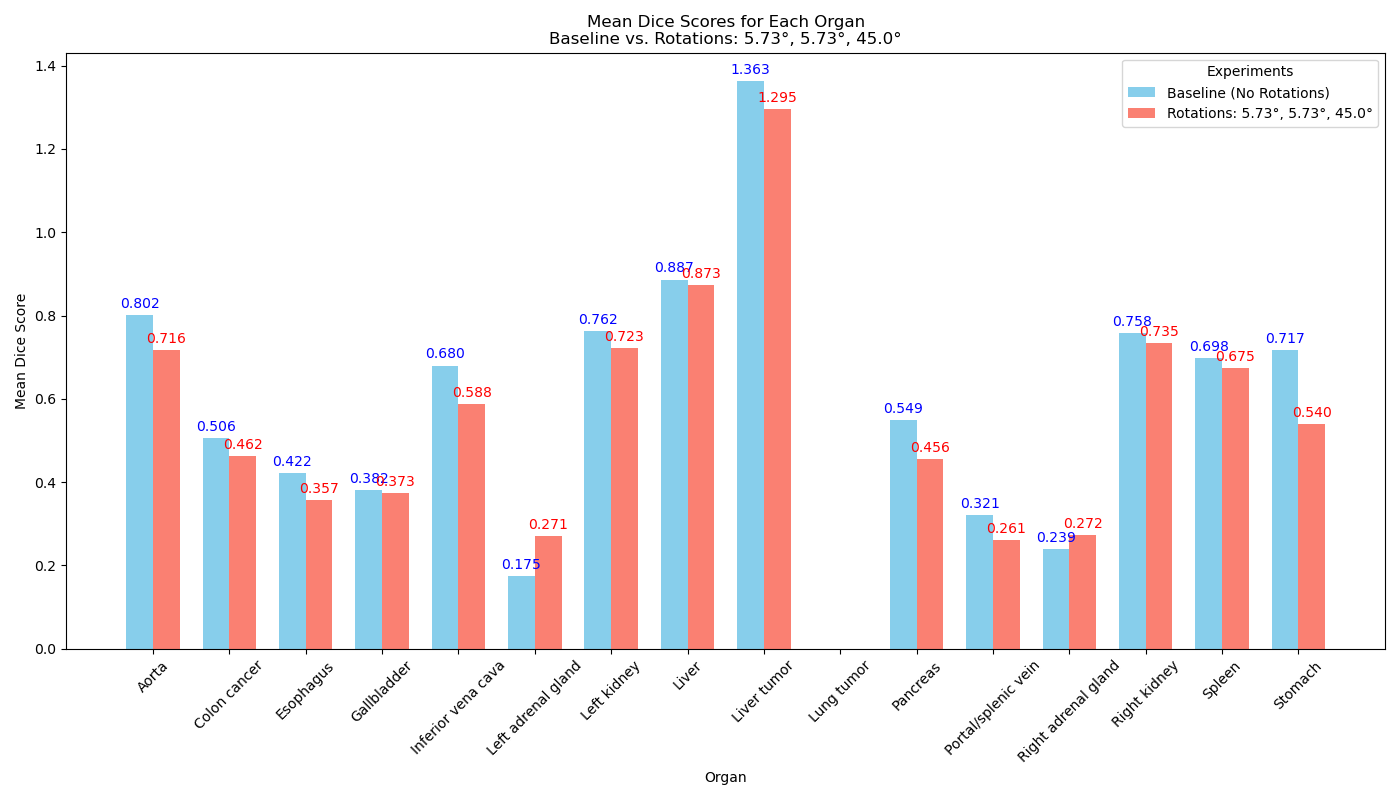 Mean Dice Scores for Each Organ
Baseline vs. Rotations: 5.73°, 5.73°, 45.0°
Experiments
Baseline (No Rotations)
Rotations: 5.73°, 5.73°, 45.0°
Mean Dice Score
1.4
1.2
1.0
0.8
0.6
0.4
0.2
0.0
0.802
0.716
0.506
0.462
0.422
0.357
0.382
0.373
0.680
0.588
0.175
0.271
0.762
0.723
0.887
0.873
1.363
1.295
0.549
0.456
0.321
0.261
0.239
0.272
0.758
0.735
0.698
0.675
0.717
0.540
Aorta
Colon cancer
Esophagus
Gallbladder
Inferior vena cava
Left adrenal gland
Left kidney
Liver
Liver tumor
Lung tumor
Pancreas
Portal/splenic vein
Right adrenal gland
Right kidney
Spleen
Stomach
Organ